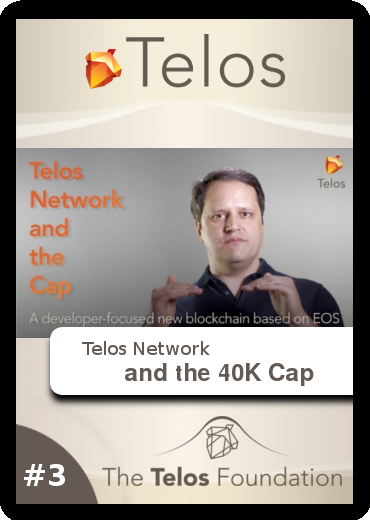 Telos
Telos
Network
and
the
Cap
Telos
A developer-focused new blockchain based on EOS
Telos Network
and the 40K Cap
#3
The Telos Foundation